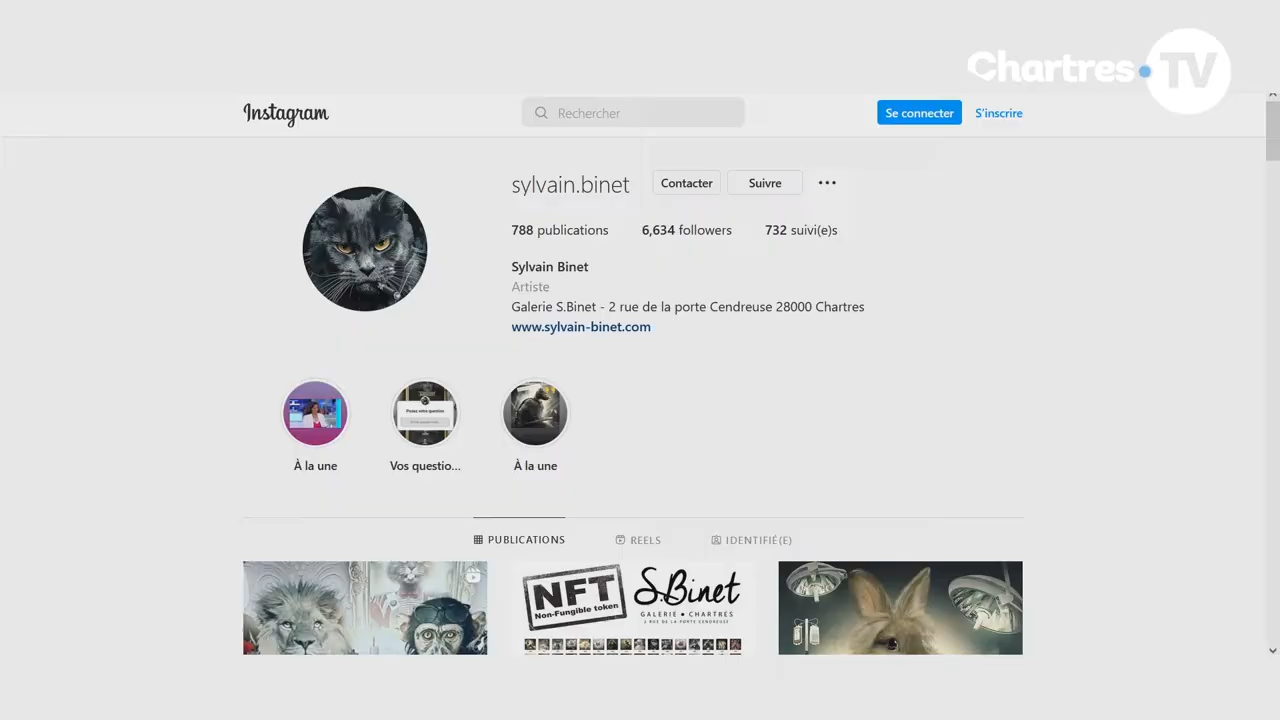 Chartres.TV
Instagram
Rechercher
Se connecter
S'inscrire
sylvain.binet
Contacter
Suivre
788 publications
6,634 followers
732 suivi(e)s
Sylvain Binet
Artiste
Galerie S.Binet - 2 rue de la porte Cendreuse 28000 Chartres
www.sylvain-binet.com
Posez votre question
À la une
Vos questio...
À la une
PUBLICATIONS
REELS
IDENTIFIÉ(E)
NFT
Non-Fungible token
S.Binet
GALERIE • CHARTRES
2 RUE DE LA PORTE CENDREUSE